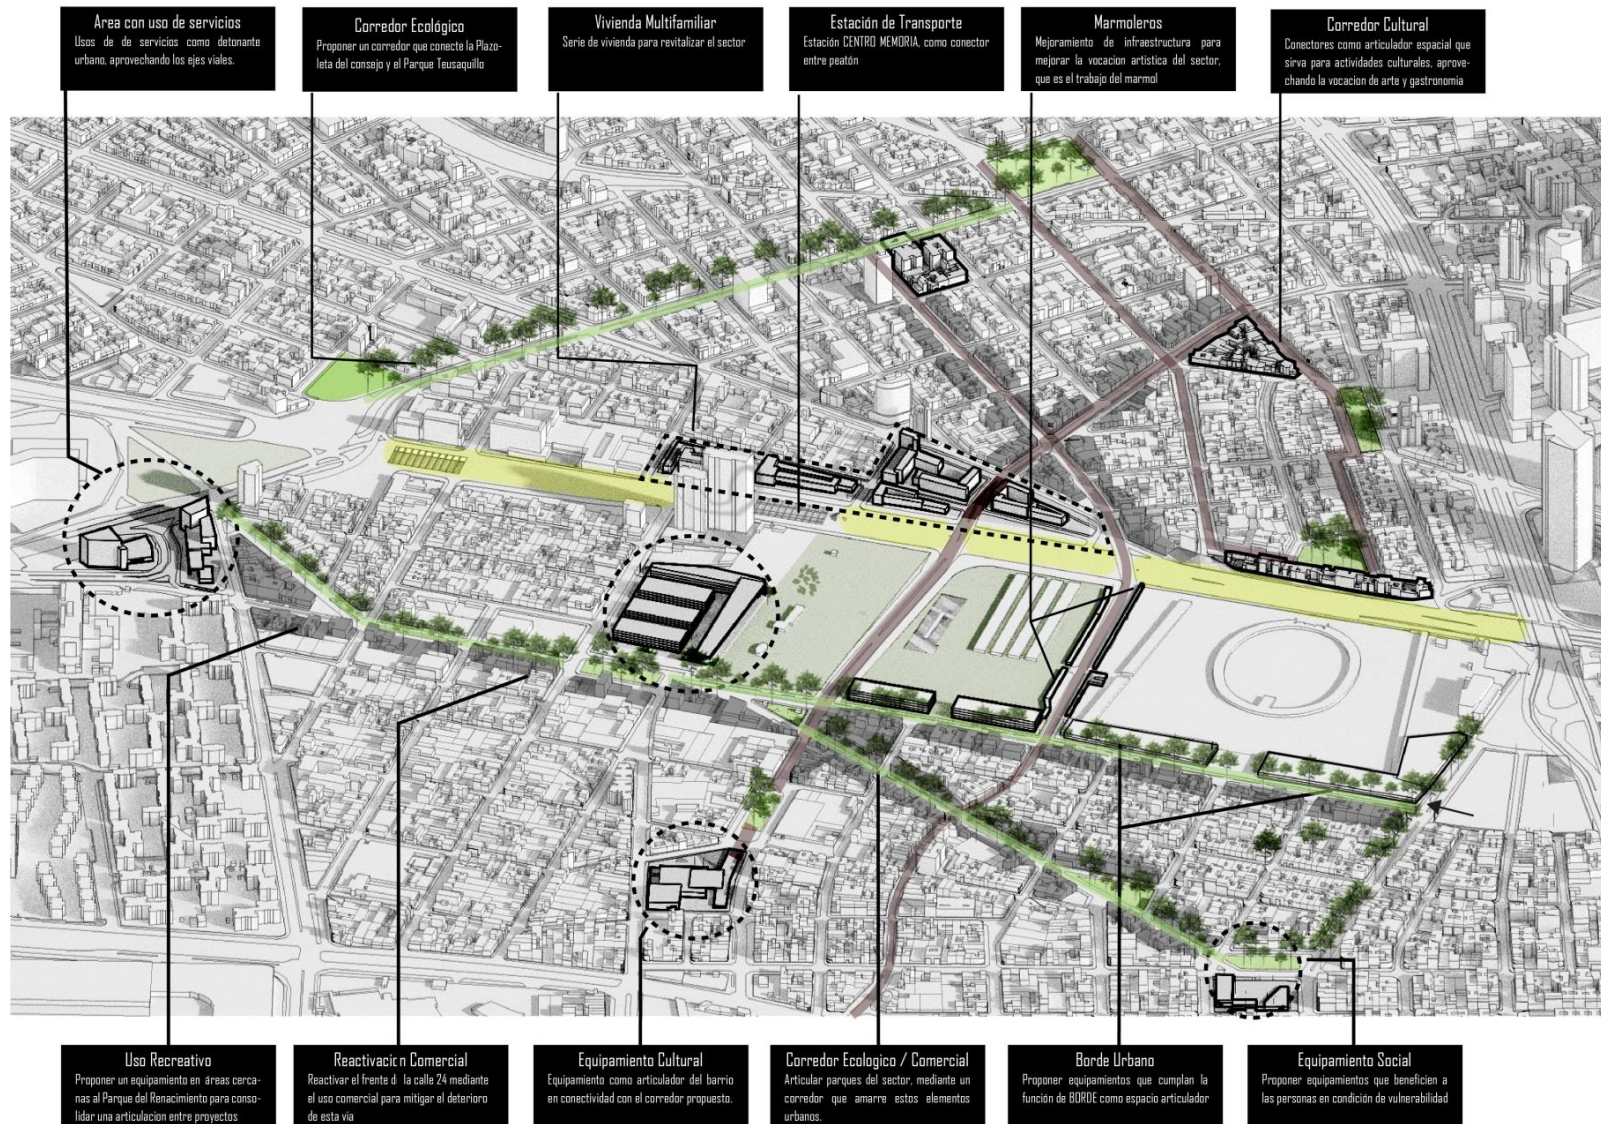 Area con uso de servicios
Usos de de servicios como detonante
urbano, aprovechando los ejes viales.
Corredor Ecológico
Proponer un corredor que conecte la Plazo-
leta del consejo y el Parque Teusaquillo
Vivienda Multifamiliar
Serie de vivienda para revitalizar el sector
Estación de Transporte
Estación CENTRO MEMORIA, como conector
entre peatón
Marmoleros
Mejoramiento de infraestructura para
mejorar la vocacion artistica del sector,
que es el trabajo del marmol
Corredor Cultural
Conectores como articulador espacial que
sirva para actividades culturales, aprove-
chando la vocacion de arte y gastronomia
Uso Recreativo
Proponer un equipamiento en áreas cerca-
nas al Parque del Renacimiento para conso-
lidar una articulacion entre proyectos
Reactivacion Comercial
Reactivar el frente de la calle 24 mediante
el uso comercial para mitigar el deterioro
de esta via
Equipamiento Cultural
Equipamiento como articulador del barrio
en conectividad con el corredor propuesto.
Corredor Ecologico / Comercial
Articular parques del sector, mediante un
corredor que amarre estos elementos
urbanos.
Borde Urbano
Proponer equipamientos que cumplan la
función de BORDE como espacio articulador
Equipamiento Social
Proponer equipamientos que beneficien a
las personas en condición de vulnerabilidad